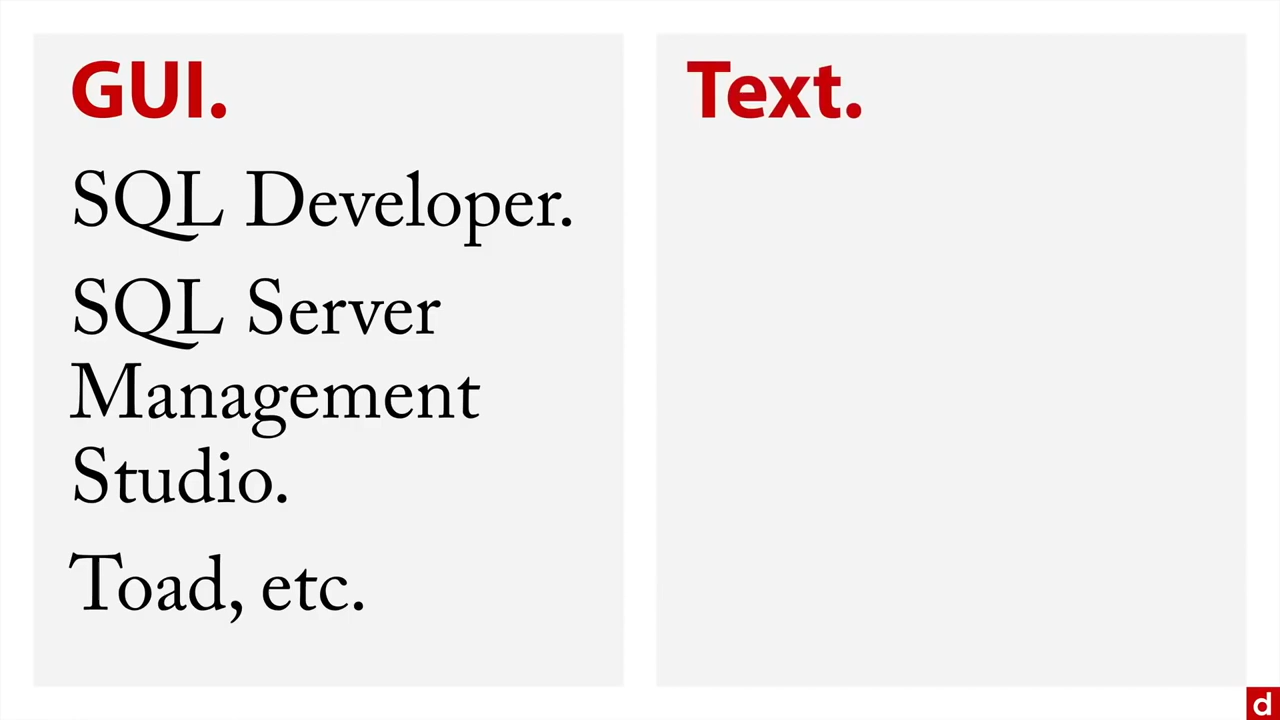 GUI.
SQL Developer.
SQL Server
Management
Studio.
Toad, etc.
Text.
d